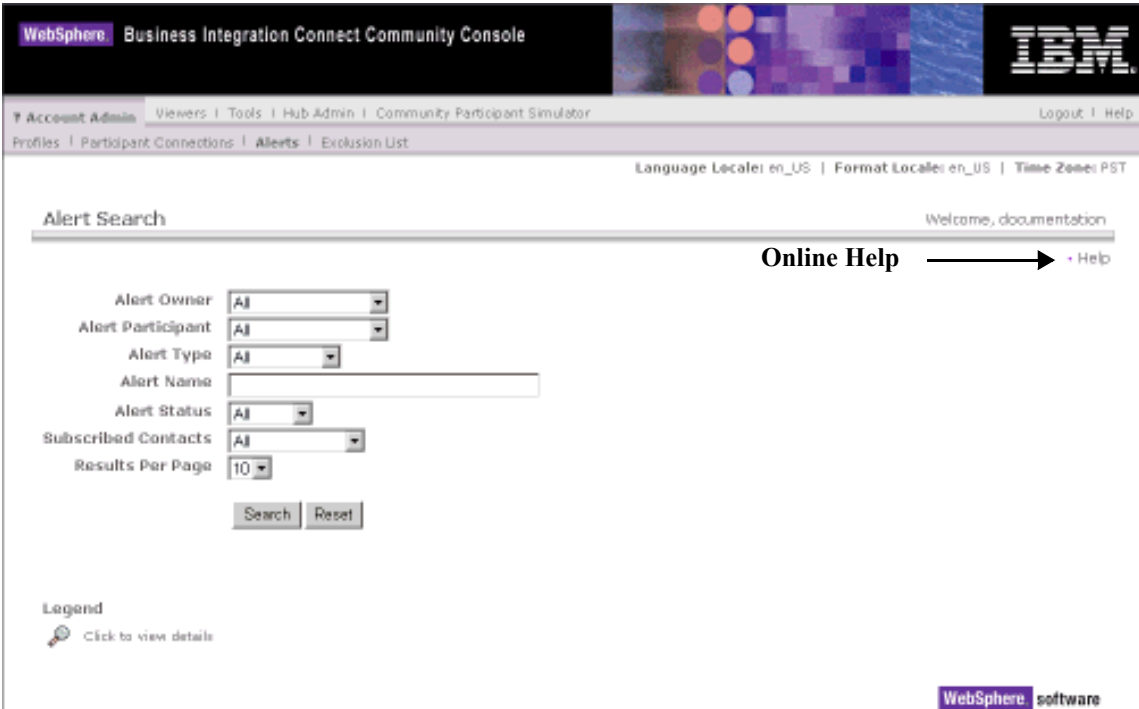 WebSphere. Business Integration Connect Community Console
IBM.
Account Admin Viewers | Tools | Hub Admin | Community Participant Simulator Logout | Help
Profiles | Participant Connections | Alerts | Exclusion List
Language Locale: en_US | Format Locale: en_US | Time Zone: PST
Alert Search Welcome, documentation
Online Help Help
Alert Owner All
Alert Participant All
Alert Type All
Alert Name
Alert Status All
Subscribed Contacts All
Results Per Page 10
Search Reset
Legend
Click to view details
WebSphere. software